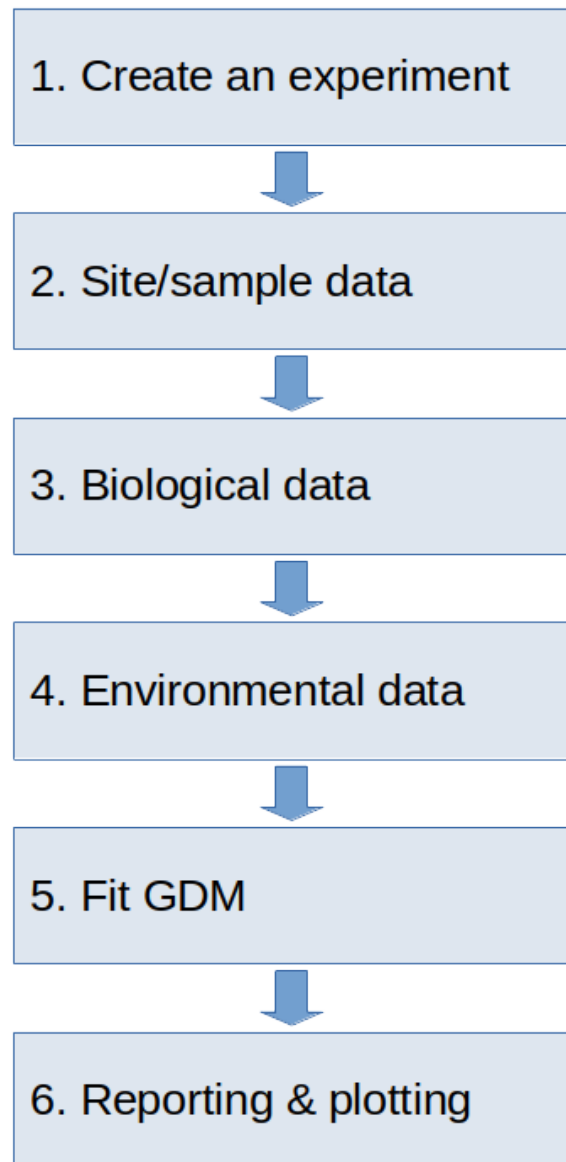 1. Create an experiment
2. Site/sample data
3. Biological data
4. Environmental data
5. Fit GDM
6. Reporting & plotting